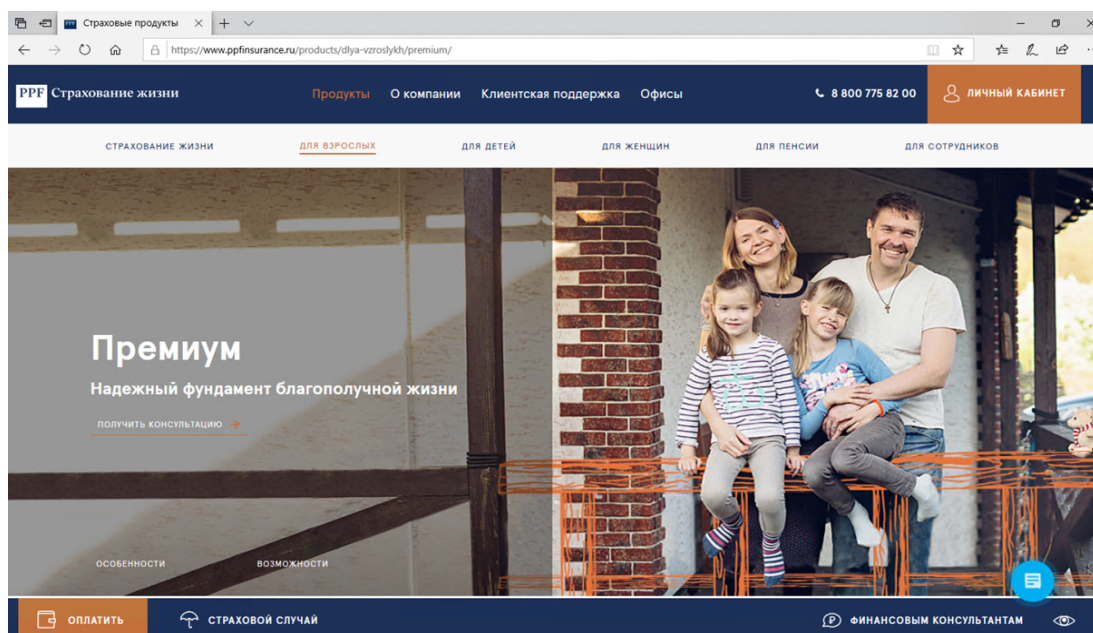 Страховые продукты
https://www.ppfinsurance.ru/products/dlya-vzroslykh/premium/
PPF Страхование жизни
Продукты О компании Клиентская поддержка Офисы
8 800 775 82 00
ЛИЧНЫЙ КАБИНЕТ
СТРАХОВАНИЕ ЖИЗНИ ДЛЯ ВЗРОСЛЫХ ДЛЯ ДЕТЕЙ ДЛЯ ЖЕНЩИН ДЛЯ ПЕНСИИ ДЛЯ СОТРУДНИКОВ
Премиум
Надежный фундамент благополучной жизни
ПОЛУЧИТЬ КОНСУЛЬТАЦИЮ
ОСОБЕННОСТИ ВОЗМОЖНОСТИ
ОПЛАТИТЬ СТРАХОВОЙ СЛУЧАЙ ФИНАНСОВЫМ КОНСУЛЬТАНТАМ